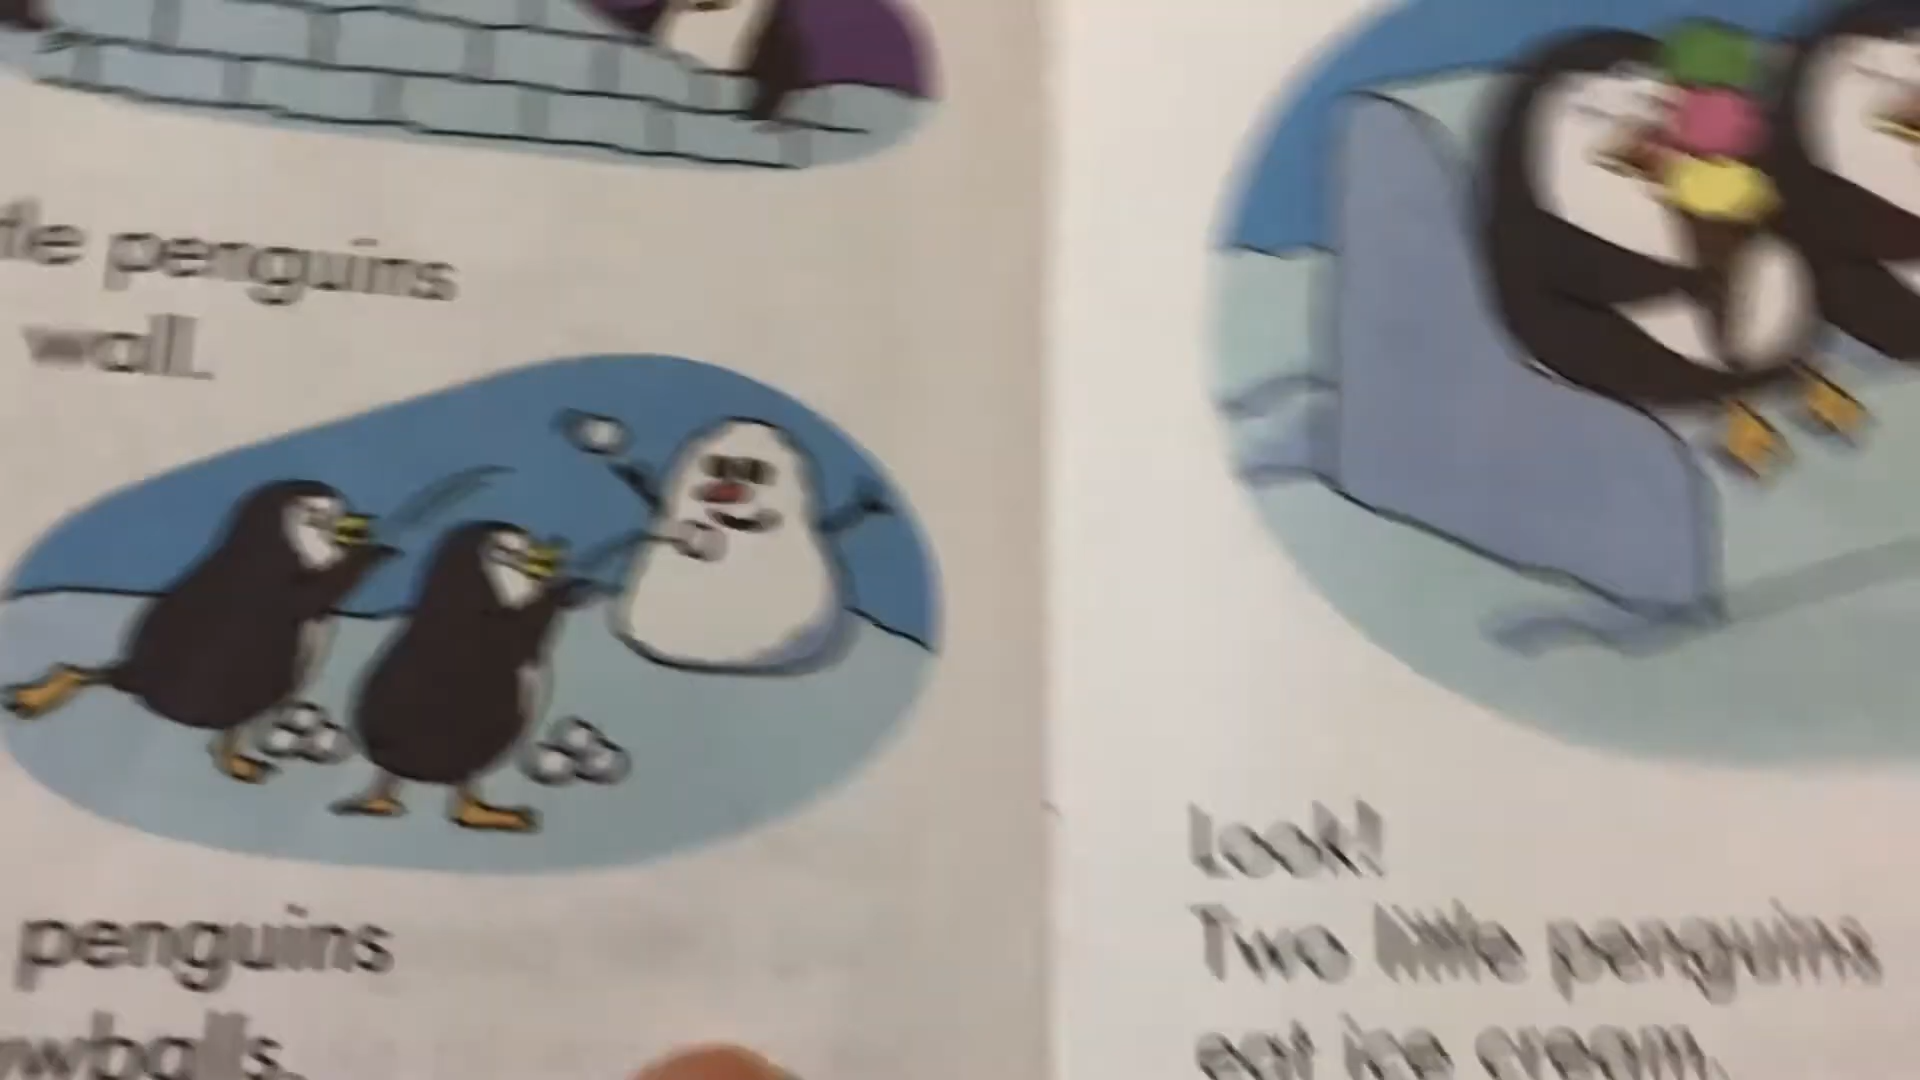 penguins
wall.
penguins
Look!
Two little penguins
eat ice cream.